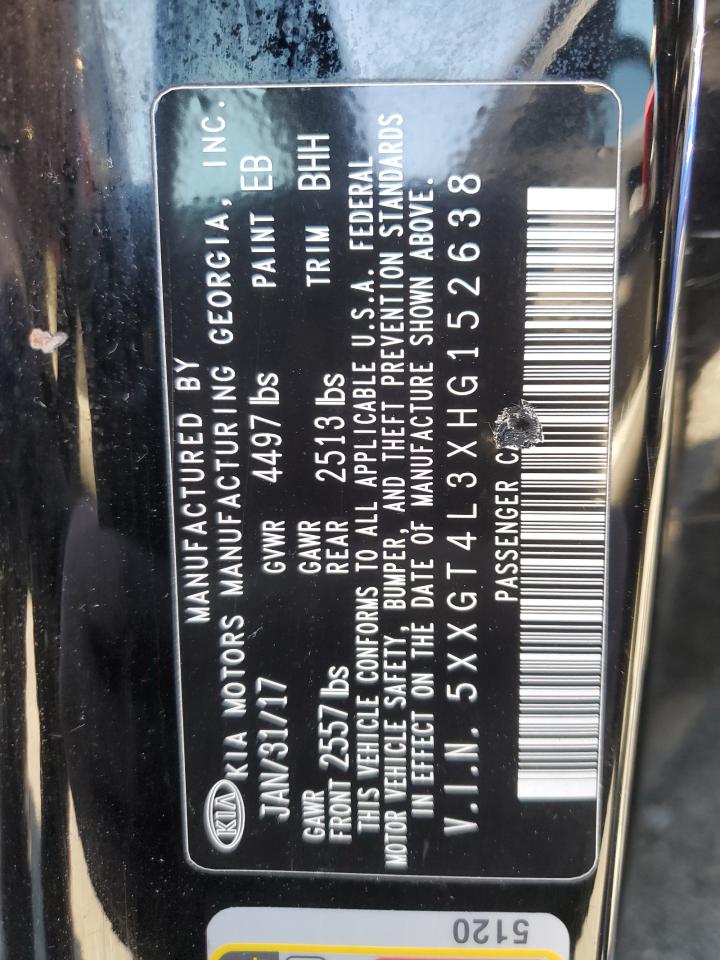 MANUFACTURED BY
KIA KIA MOTORS MANUFACTURING GEORGIA, INC.
JAN/31/17 GVWR 4497 lbs PAINT EB
GAWR FRONT 2557 lbs GAWR REAR 2513 lbs TRIM BHH
THIS VEHICLE CONFORMS TO ALL APPLICABLE U.S.A. FEDERAL
MOTOR VEHICLE SAFETY, BUMPER, AND THEFT PREVENTION STANDARDS
IN EFFECT ON THE DATE OF MANUFACTURE SHOWN ABOVE.
V.I.N. 5XXGT4L3XHG152638
PASSENGER
5120